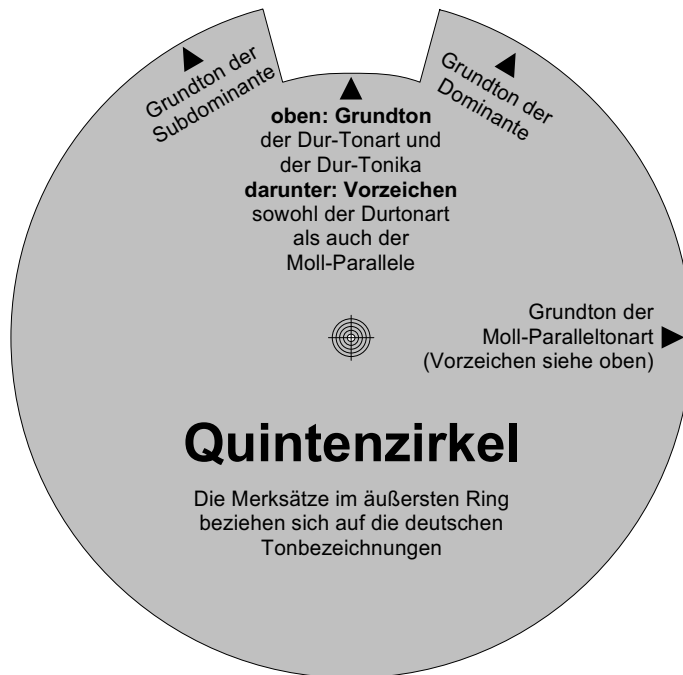 Grundton der
Subdominante
Grundton der
Dominante
oben: Grundton
der Dur-Tonart und
der Dur-Tonika
darunter: Vorzeichen
sowohl der Durtonart
als auch der
Moll-Parallele
Grundton der
Moll-Paralleltonart
(Vorzeichen siehe oben)
Quintenzirkel
Die Merksätze im äußersten Ring
beziehen sich auf die deutschen
Tonbezeichnungen